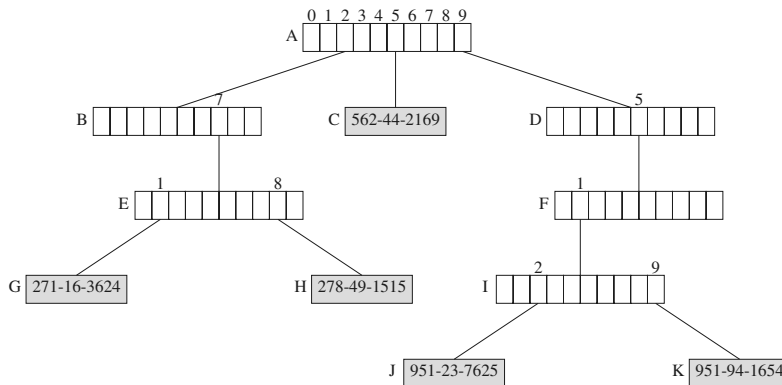 0 1 2 3 4 5 6 7 8 9
A
7
5
B
C 562-44-2169
D
1
8
1
E
F
2
9
G 271-16-3624
H 278-49-1515
I
J 951-23-7625
K 951-94-1654